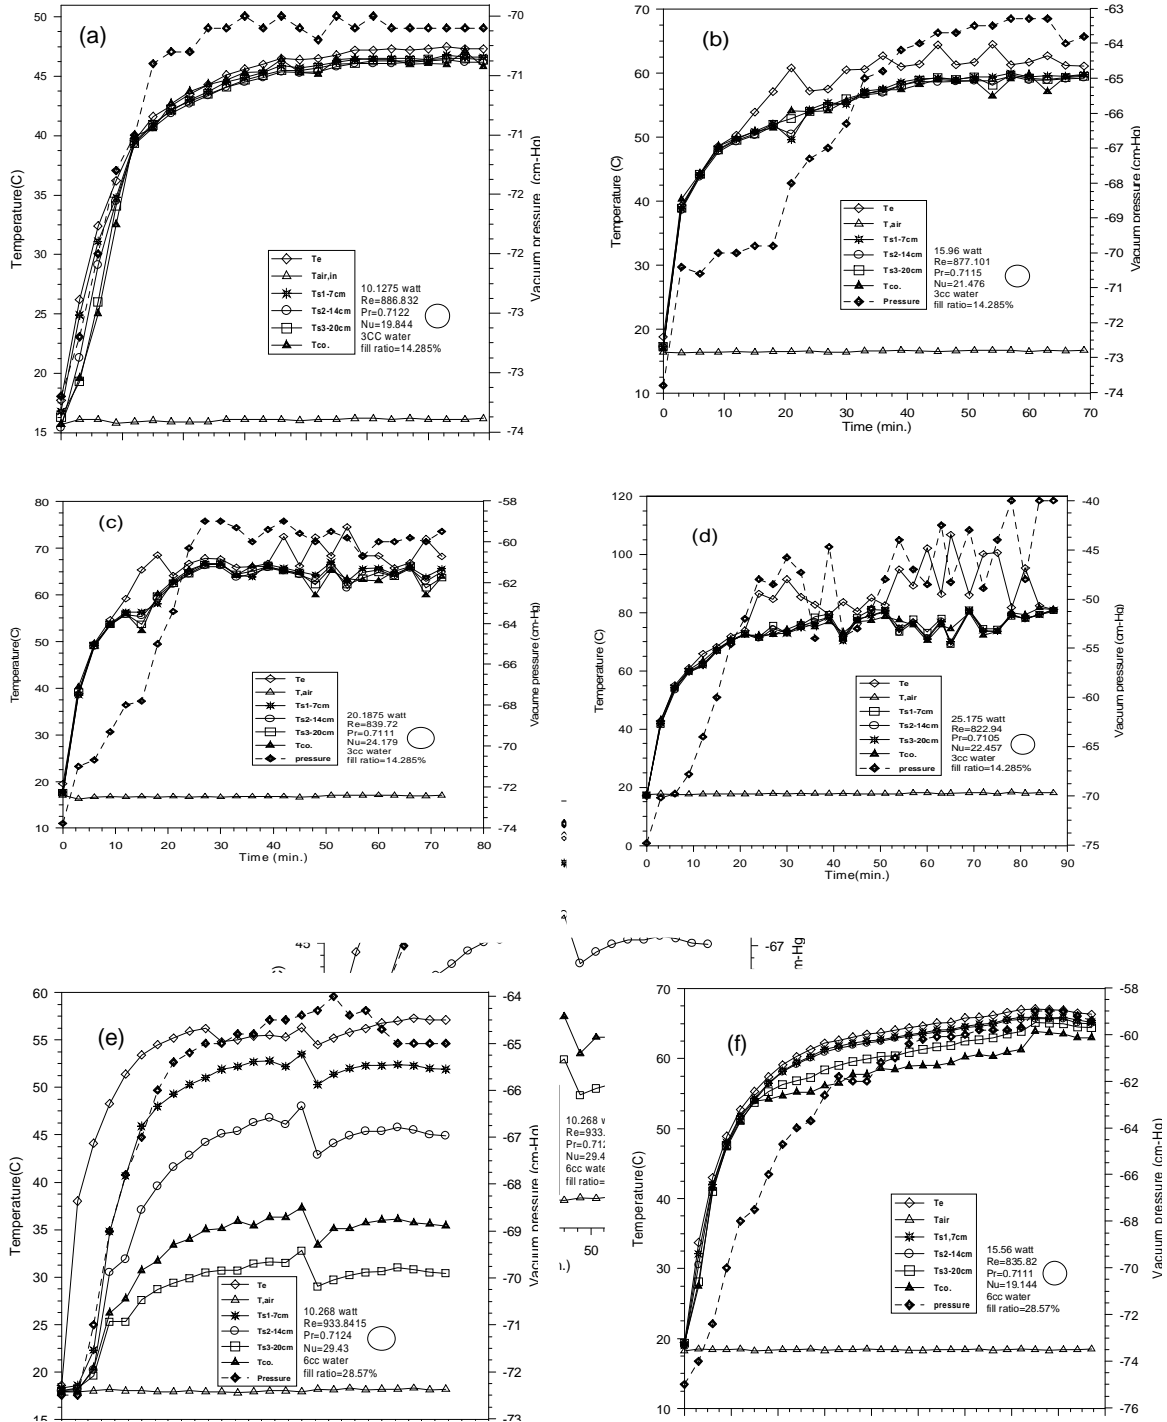 (a)
50
45
40
35
30
25
20
15
Temperature(C)
-70
-71
-71
-72
-72
-73
-73
-74
Vacuum pressure (cm-Hg)
Te
Tair,in
Ts1-7cm
Ts2-14cm
Ts3-20cm
Tco.
10.1275 watt
Re=886.832
Pr=0.7122
Nu=19.844
3CC water
fill ratio=14.285%
(b)
70
60
50
40
30
20
10
Temperature (C)
-63
-64
-65
-66
-67
-68
-69
-70
-71
-72
-73
-74
Vacuum pressure (cm-Hg)
Te
T,air
Ts1-7cm
Ts2-14cm
Ts3-20cm
Tco.
Pressure
15.96 watt
Re=877.101
Pr=0.7115
Nu=21.476
3cc water
fill ratio=14.285%
0 10 20 30 40 50 60 70
Time (min.)
(c)
80
70
60
50
40
30
20
10
Temperature(C)
-58
-60
-62
-64
-66
-68
-70
-72
-74
Vacume pressure (cm-Hg)
Te
T,air
Ts1-7cm
Ts2-14cm
Ts3-20cm
Tco.
pressure
20.1875 watt
Re=839.72
Pr=0.7111
Nu=24.179
3cc water
fill ratio=14.285%
0 10 20 30 40 50 60 70 80
Time (min.)
(d)
120
100
80
60
40
20
0
Temperature (C)
-40
-45
-50
-55
-60
-65
-70
-75
Vacuum pressure (cm-Hg)
Te
T,air
Ts1-7cm
Ts2-14cm
Ts3-20cm
Tco.
pressure
25.175 watt
Re=822.94
Pr=0.7105
Nu=22.457
3cc water
fill ratio=14.285%
0 10 20 30 40 50 60 70 80 90
Time(min.)
45
-67
m-Hg
(e)
60
55
50
45
40
35
30
25
20
15
Temperature(C)
-64
-65
-66
-67
-68
-69
-70
-71
-72
-73
Vacuum pressure (cm-Hg)
Te
T,air
Ts1-7cm
Ts2-14cm
Ts3-20cm
Tco.
Pressure
10.268 watt
Re=933.8415
Pr=0.7124
Nu=29.43
6cc water
fill ratio=28.57%
10.268 w
Re=933.
Pr=0.712
Nu=29.4
6cc wate
fill ratio=
50
.)
(f)
70
60
50
40
30
20
10
Temperature(C)
-58
-60
-62
-64
-66
-68
-70
-72
-74
-76
Vacuum pressure (cm-Hg)
Te
Tair
Ts1,7cm
Ts2-14cm
Ts3-20cm
Tco.
pressure
15.56 watt
Re=835.82
Pr=0.7111
Nu=19.144
6cc water
fill ratio=28.57%